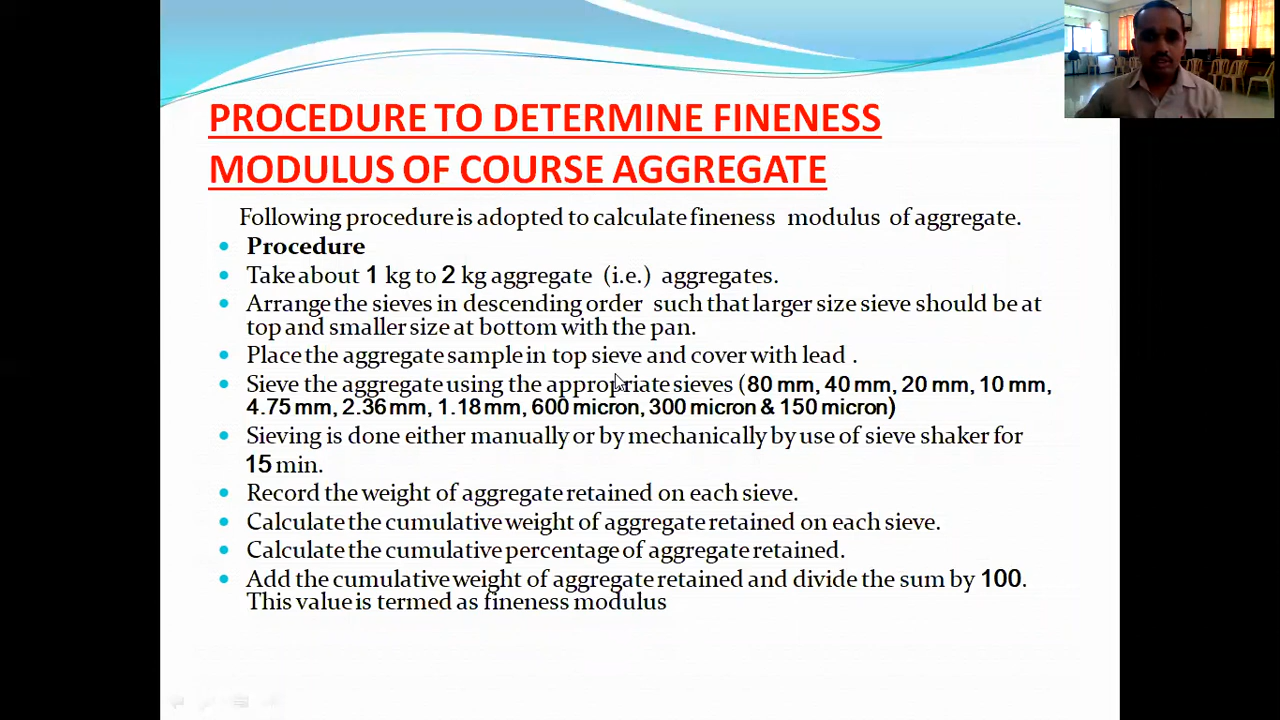 PROCEDURE TO DETERMINE FINENESS
MODULUS OF COURSE AGGREGATE
Following procedure is adopted to calculate fineness modulus of aggregate.
• Procedure
• Take about 1 kg to 2 kg aggregate (i.e.) aggregates.
• Arrange the sieves in descending order such that larger size sieve should be at
top and smaller size at bottom with the pan.
• Place the aggregate sample in top sieve and cover with lead .
• Sieve the aggregate using the appropriate sieves (80 mm, 40 mm, 20 mm, 10 mm,
4.75 mm, 2.36 mm, 1.18 mm, 600 micron, 300 micron & 150 micron)
• Sieving is done either manually or by mechanically by use of sieve shaker for
15 min.
• Record the weight of aggregate retained on each sieve.
• Calculate the cumulative weight of aggregate retained on each sieve.
• Calculate the cumulative percentage of aggregate retained.
• Add the cumulative weight of aggregate retained and divide the sum by 100.
This value is termed as fineness modulus